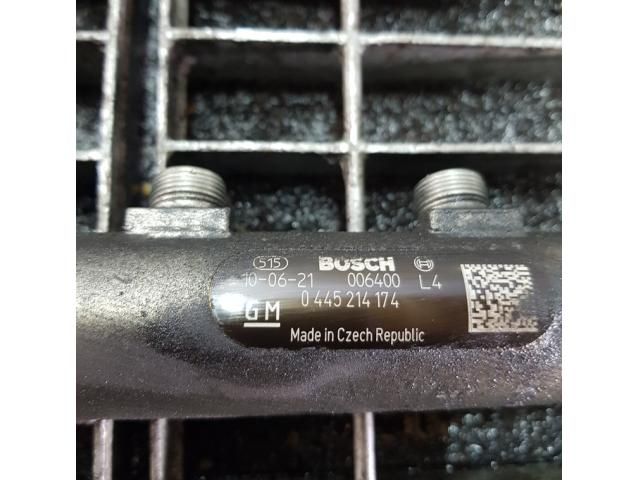 515 BOSCH
10-06-21 006400 L4
GM 0 445 214 174
Made in Czech Republic